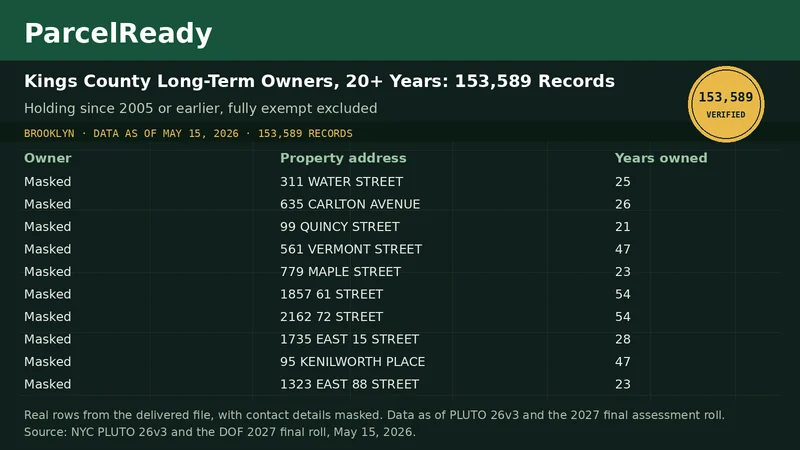 ParcelReady
Kings County Long-Term Owners, 20+ Years: 153,589 Records
Holding since 2005 or earlier, fully exempt excluded
153,589
VERIFIED
BROOKLYN · DATA AS OF MAY 15, 2026 · 153,589 RECORDS
Owner Property address Years owned
Masked 311 WATER STREET 25
Masked 635 CARLTON AVENUE 26
Masked 99 QUINCY STREET 21
Masked 561 VERMONT STREET 47
Masked 779 MAPLE STREET 23
Masked 1857 61 STREET 54
Masked 2162 72 STREET 54
Masked 1735 EAST 15 STREET 28
Masked 95 KENILWORTH PLACE 47
Masked 1323 EAST 88 STREET 23
Real rows from the delivered file, with contact details masked. Data as of PLUTO 26v3 and the 2027 final assessment roll.
Source: NYC PLUTO 26v3 and the DOF 2027 final roll, May 15, 2026.